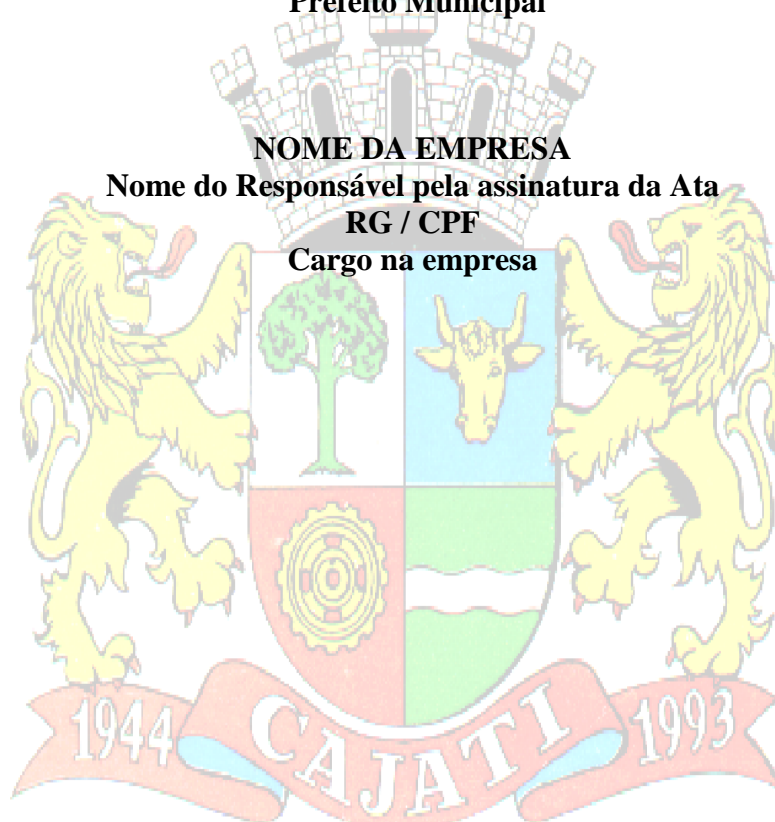 Prefeito Municipal
NOME DA EMPRESA
Nome do Responsável pela assinatura da Ata
RG / CPF
Cargo na empresa
1944 CAJATI 1993